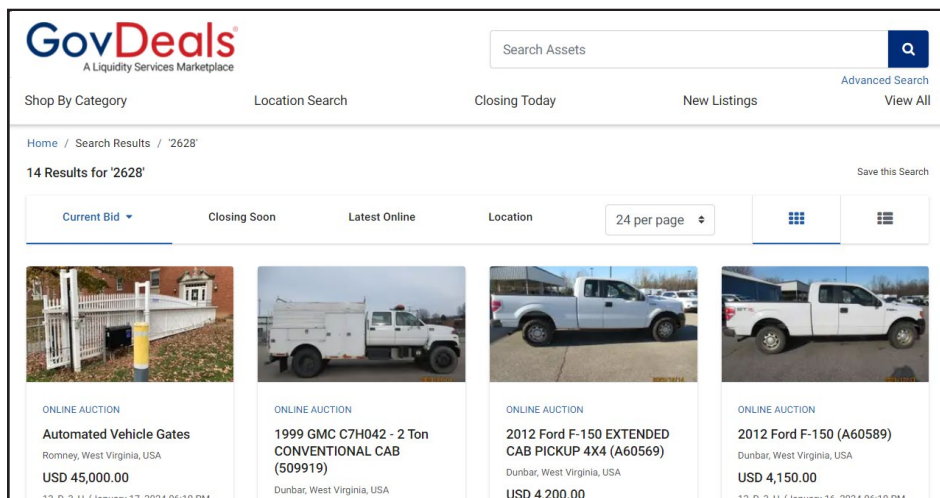 GovDeals
A Liquidity Services Marketplace
Search Assets
Advanced Search
Shop By Category
Location Search
Closing Today
New Listings
View All
Home / Search Results / '2628'
14 Results for '2628'
Save this Search
Current Bid
Closing Soon
Latest Online
Location
24 per page
ONLINE AUCTION
Automated Vehicle Gates
Romney, West Virginia, USA
USD 45,000.00
ONLINE AUCTION
1999 GMC C7H042 - 2 Ton
CONVENTIONAL CAB
(509919)
Dunbar, West Virginia, USA
ONLINE AUCTION
2012 Ford F-150 EXTENDED
CAB PICKUP 4X4 (A60569)
Dunbar, West Virginia, USA
USD 4,200.00
ONLINE AUCTION
2012 Ford F-150 (A60589)
Dunbar, West Virginia, USA
USD 4,150.00